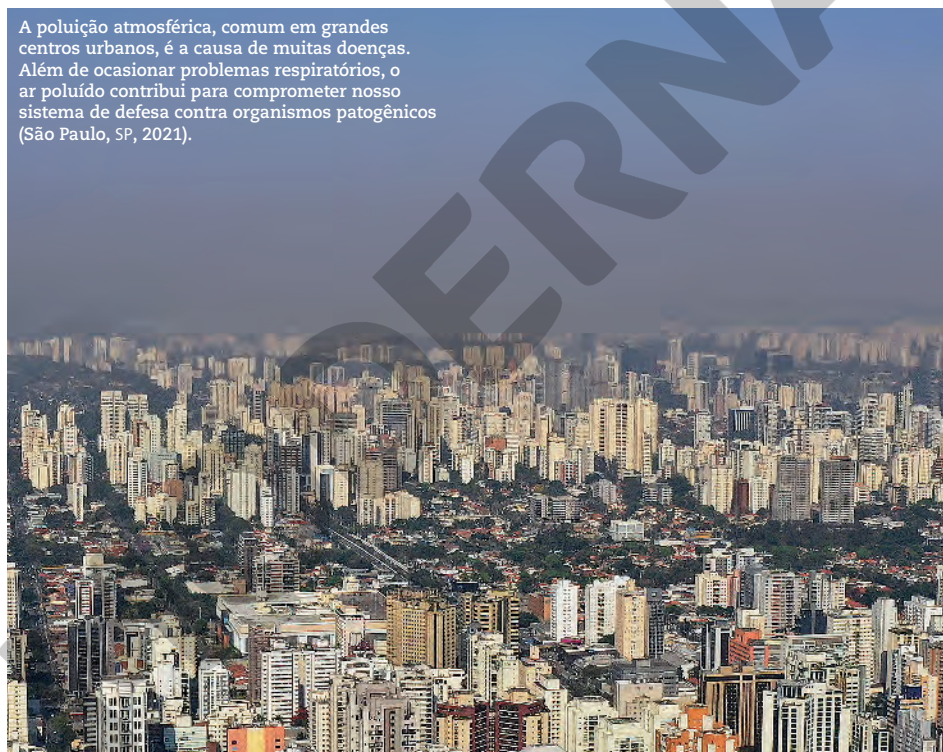 A poluição atmosférica, comum em grandes
centros urbanos, é a causa de muitas doenças.
Além de ocasionar problemas respiratórios, o
ar poluído contribui para comprometer nosso
sistema de defesa contra organismos patogênicos
(São Paulo, SP, 2021).